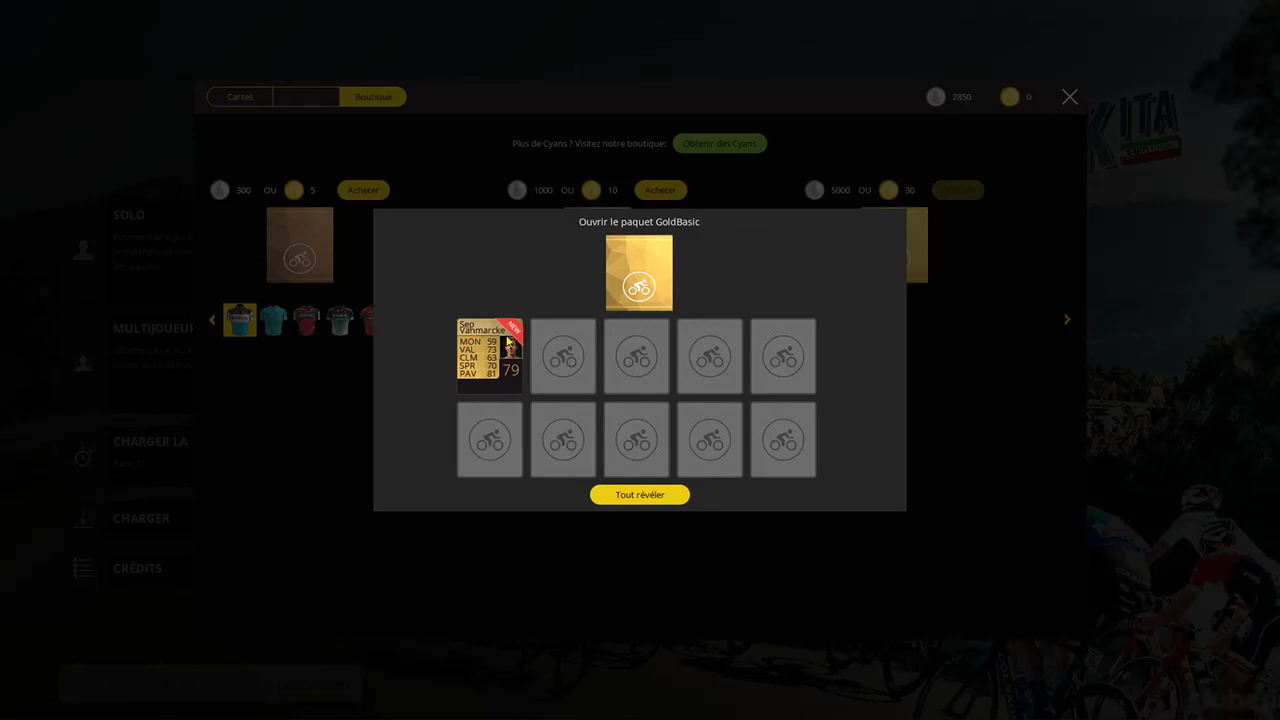 Cartes
Boutique
2850
0
Plus de Cyans ? Visitez notre boutique:
Obtenir des Cyans
300 OU 5 Acheter
1000 OU 10 Acheter
5000 OU 30
KITA
SOLO
MULTIJOUEUR
CHARGER LA
CHARGER
CRÉDITS
Ouvrir le paquet GoldBasic
Sep
Vanmarcke
NEW
MON 59
VAL 73
CLM 63
SPR 70
PAV 81
79
Tout révéler